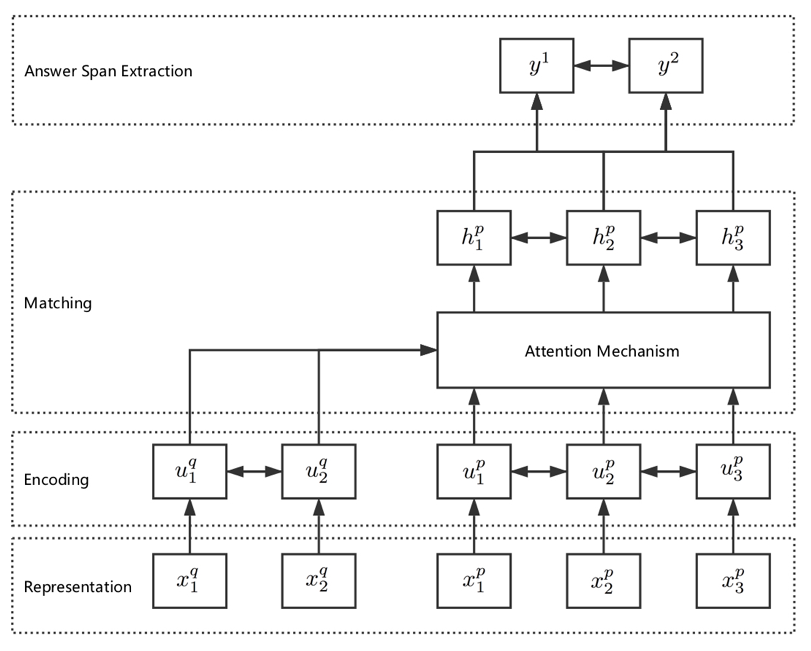 Answer Span Extraction y^1 y^2
h_1^p h_2^p h_3^p
Matching
Attention Mechanism
Encoding u_1^q u_2^q u_1^p u_2^p u_3^p
Representation x_1^q x_2^q x_1^p x_2^p x_3^p